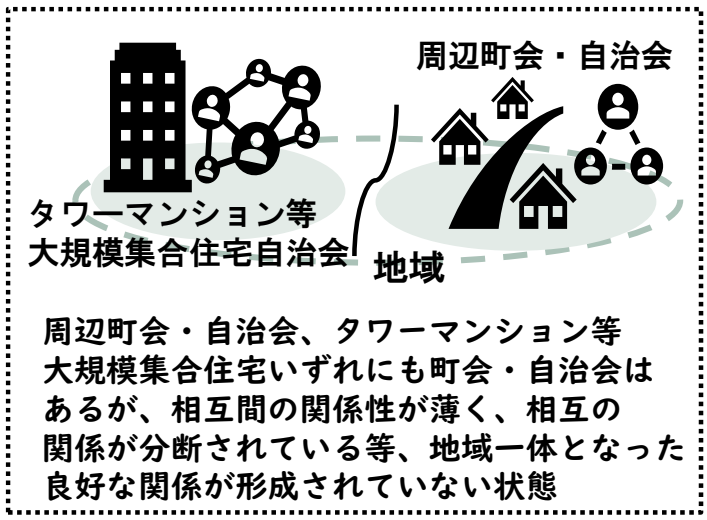 周辺町会・自治会
タワーマンション等
大規模集合住宅自治会
地域
周辺町会・自治会、タワーマンション等
大規模集合住宅いずれにも町会・自治会は
あるが、相互間の関係性が薄く、相互の
関係が分断されている等、地域一体となった
良好な関係が形成されていない状態